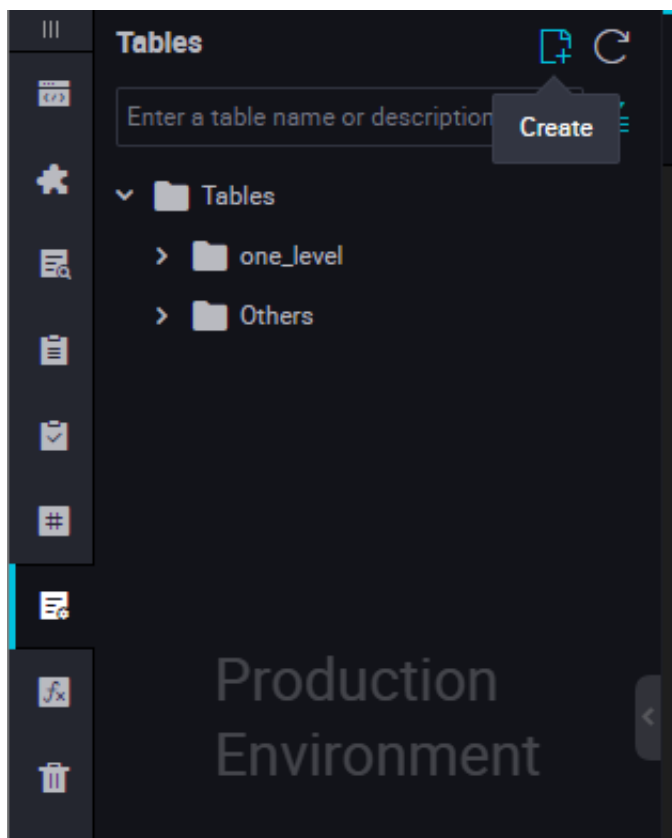 Tables
Enter a table name or description
Create
Tables
one_level
Others
Production
Environment